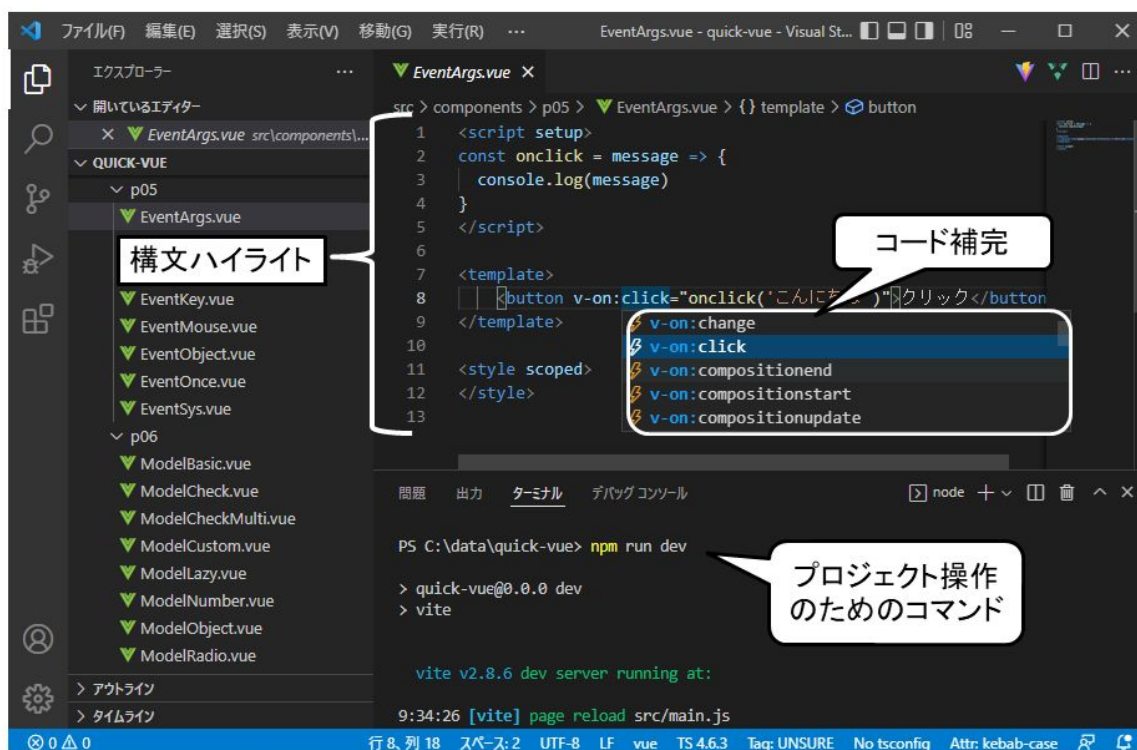 ファイル(F) 編集(E) 選択(S) 表示(V) 移動(G) 実行(R) ··· EventArgs.vue - quick-vue - Visual St...
エクスプローラー ···
開いているエディター
EventArgs.vue src\components\...
QUICK-VUE
p05
EventArgs.vue
構文ハイライト
EventKey.vue
EventMouse.vue
EventObject.vue
EventOnce.vue
EventSys.vue
p06
ModelBasic.vue
ModelCheck.vue
ModelCheckMulti.vue
ModelCustom.vue
ModelLazy.vue
ModelNumber.vue
ModelObject.vue
ModelRadio.vue
アウトライン
タイムライン
EventArgs.vue
src > components > p05 > EventArgs.vue > {} template > button
1 <script setup>
2 const onclick = message => {
3 console.log(message)
4 }
5 </script>
6
7 <template>
8 <button v-on:click="onclick('こんにち')">クリック</button
9 </template>
10
11 <style scoped>
12 </style>
13
コード補完
v-on:change
v-on:click
v-on:compositionend
v-on:compositionstart
v-on:compositionupdate
問題 出力 ターミナル デバッグ コンソール node
PS C:\data\quick-vue> npm run dev
> quick-vue@0.0.0 dev
> vite
プロジェクト操作
のためのコマンド
vite v2.8.6 dev server running at:
9:34:26 [vite] page reload src/main.js
0 0 行 8、列 18 スペース: 2 UTF-8 LF vue TS 4.6.3 Tag: UNSURE No tsconfig Attr: kebab-case